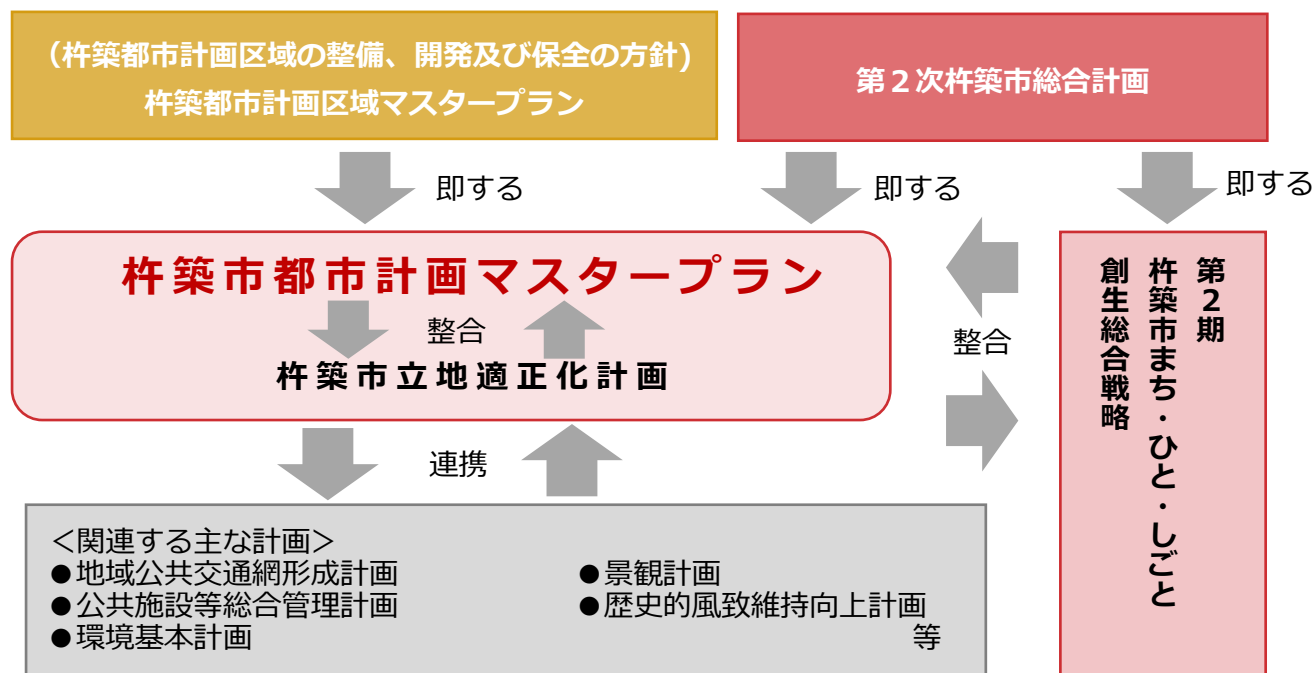 （杵築都市計画区域の整備、開発及び保全の方針)
杵築都市計画区域マスタープラン
第２次杵築市総合計画
即する
即する
即する
杵築市都市計画マスタープラン
整合
杵築市立地適正化計画
整合
第２期
杵築市まち・ひと・しごと
創生総合戦略
連携
＜関連する主な計画＞
●地域公共交通網形成計画
●公共施設等総合管理計画
●環境基本計画
●景観計画
●歴史的風致維持向上計画
等